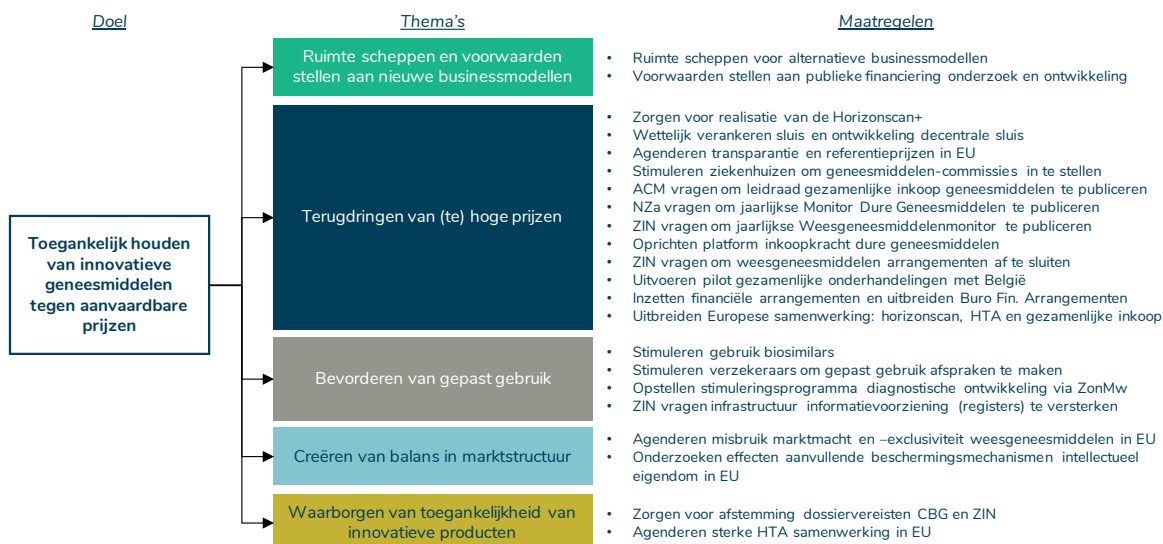 Doel
Thema's
Maatregelen
Toegankelijk houden
van innovatieve
geneesmiddelen
tegen aanvaardbare
prijzen
Ruimte scheppen en voorwaarden
stellen aan nieuwe businessmodellen
• Ruimte scheppen voor alternatieve businessmodellen
• Voorwaarden stellen aan publieke financiering onderzoek en ontwikkeling
Terugdringen van (te) hoge prijzen
• Zorgen voor realisatie van de Horizonscan+
• Wettelijk verankeren sluis en ontwikkeling decentrale sluis
• Agenderen transparantie en referentieprijzen in EU
• Stimuleren ziekenhuizen om geneesmiddelen-commissies in te stellen
• ACM vragen om leidraad gezamenlijke inkoop geneesmiddelen te publiceren
• NZa vragen om jaarlijkse Monitor Dure Geneesmiddelen te publiceren
• ZIN vragen om jaarlijkse Weesgeneesmiddelenmonitor te publiceren
• Oprichten platform inkoopkracht dure geneesmiddelen
• ZIN vragen om weesgeneesmiddelen arrangementen af te sluiten
• Uitvoeren pilot gezamenlijke onderhandelingen met België
• Inzetten financiële arrangementen en uitbreiden Buro Fin. Arrangementen
• Uitbreiden Europese samenwerking: horizonscan, HTA en gezamenlijke inkoop
Bevorderen van gepast gebruik
• Stimuleren gebruik biosimilars
• Stimuleren verzekeraars om gepast gebruik afspraken te maken
• Opstellen stimuleringsprogramma diagnostische ontwikkeling via ZonMw
• ZIN vragen infrastructuur informatievoorziening (registers) te versterken
Creëren van balans in marktstructuur
• Agenderen misbruik marktmacht en –exclusiviteit weesgeneesmiddelen in EU
• Onderzoeken effecten aanvullende beschermingsmechanismen intellectueel
eigendom in EU
Waarborgen van toegankelijkheid van
innovatieve producten
• Zorgen voor afstemming dossiervereisten CBG en ZIN
• Agenderen sterke HTA samenwerking in EU